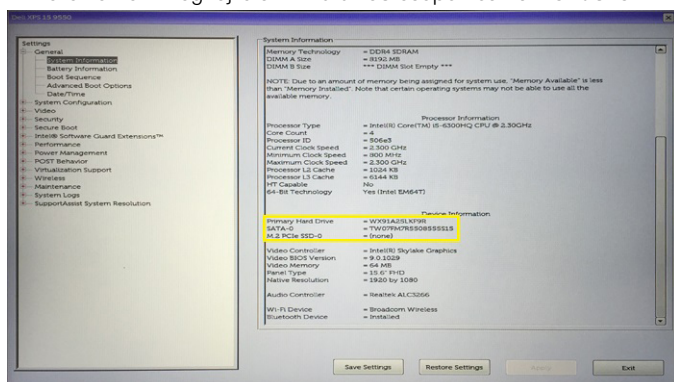 Dell XPS 15 9550
Settings
General
System Information
Battery Information
Boot Sequence
Advanced Boot Options
Date/Time
System Configuration
Video
Security
Secure Boot
Intel® Software Guard Extensions™
Performance
Power Management
POST Behavior
Virtualization Support
Wireless
Maintenance
System Logs
SupportAssist System Resolution
System Information
Memory Technology = DDR4 SDRAM
DIMM A Size = 8192 MB
DIMM B Size *** DIMM Slot Empty ***
NOTE: Due to an amount of memory being assigned for system use, "Memory Available" is less
than "Memory Installed". Note that certain operating systems may not be able to use all the
available memory.
Processor Information
Processor Type = Intel(R) Core(TM) i5-6300HQ CPU @ 2.30GHz
Core Count = 4
Processor ID = 506e3
Current Clock Speed = 2.300 GHz
Minimum Clock Speed = 800 MHz
Maximum Clock Speed = 2.300 GHz
Processor L2 Cache = 1024 KB
Processor L3 Cache = 6144 KB
HT Capable No
64-Bit Technology Yes (Intel EM64T)
Device Information
Primary Hard Drive = WX91A25LKF9R
SATA-0 = TW07PM7R5508555S15
M.2 PCIe SSD-0 = (none)
Video Controller = Intel(R) Skylake Graphics
Video BIOS Version = 9.0.1029
Video Memory = 64 MB
Panel Type = 15.6" FHD
Native Resolution = 1920 by 1080
Audio Controller = Realtek ALC3266
Wi-Fi Device = Broadcom Wireless
Bluetooth Device = Installed
Save Settings
Restore Settings
Apply
Exit